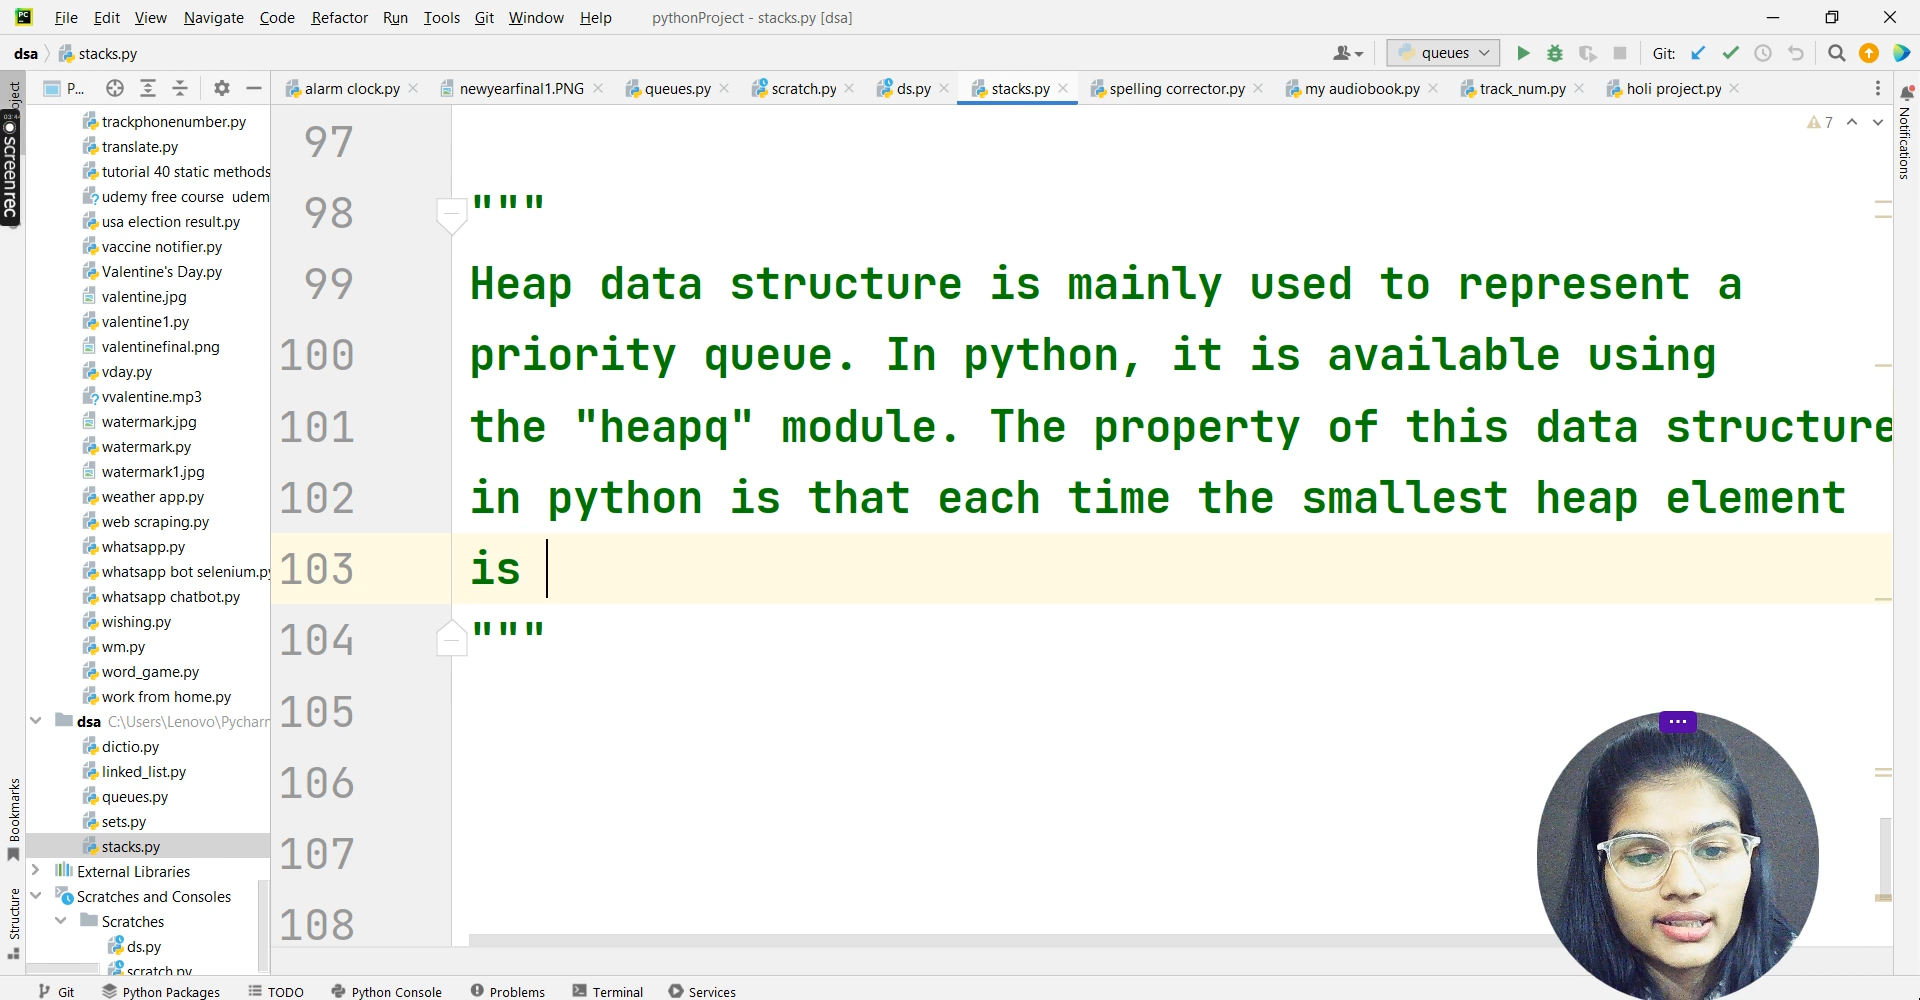 PC File Edit View Navigate Code Refactor Run Tools Git Window Help pythonProject - stacks.py [dsa]
dsa stacks.py queues Git:
P... alarm clock.py newyearfinal1.PNG queues.py scratch.py ds.py stacks.py spelling corrector.py my audiobook.py track_num.py holi project.py
Project
screenrec
Notifications
7
trackphonenumber.py
translate.py
tutorial 40 static methods
udemy free course udem
usa election result.py
vaccine notifier.py
Valentine's Day.py
valentine.jpg
valentine1.py
valentinefinal.png
vday.py
vvalentine.mp3
watermark.jpg
watermark.py
watermark1.jpg
weather app.py
web scraping.py
whatsapp.py
whatsapp bot selenium.py
whatsapp chatbot.py
wishing.py
wm.py
word_game.py
work from home.py
dsa C:\Users\Lenovo\Pycharm
dictio.py
linked_list.py
queues.py
sets.py
stacks.py
External Libraries
Scratches and Consoles
Scratches
ds.py
scratch.py
Bookmarks
Structure
97
98 """
99 Heap data structure is mainly used to represent a
100 priority queue. In python, it is available using
101 the "heapq" module. The property of this data structure
102 in python is that each time the smallest heap element
103 is
104 """
105
106
107
108
Git Python Packages TODO Python Console Problems Terminal Services